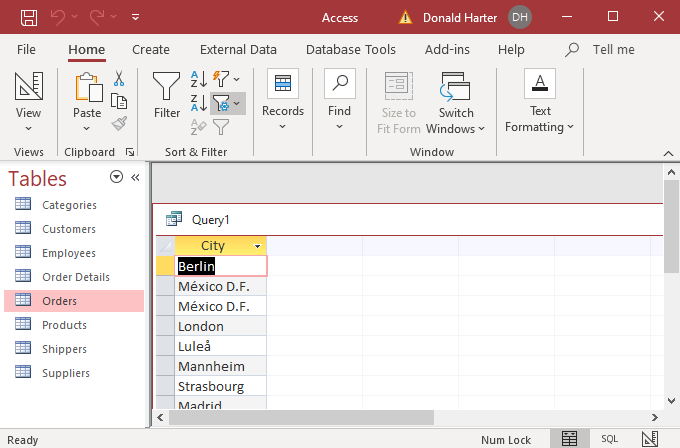 Access Donald Harter DH
File Home Create External Data Database Tools Add-ins Help Tell me
View Paste Filter Records Find Size to Fit Form Switch Windows Text Formatting
Views Clipboard Sort & Filter Window
Tables
Categories
Customers
Employees
Order Details
Orders
Products
Shippers
Suppliers
Query1
City
Berlin
México D.F.
México D.F.
London
Luleå
Mannheim
Strasbourg
Madrid
Ready Num Lock SQL